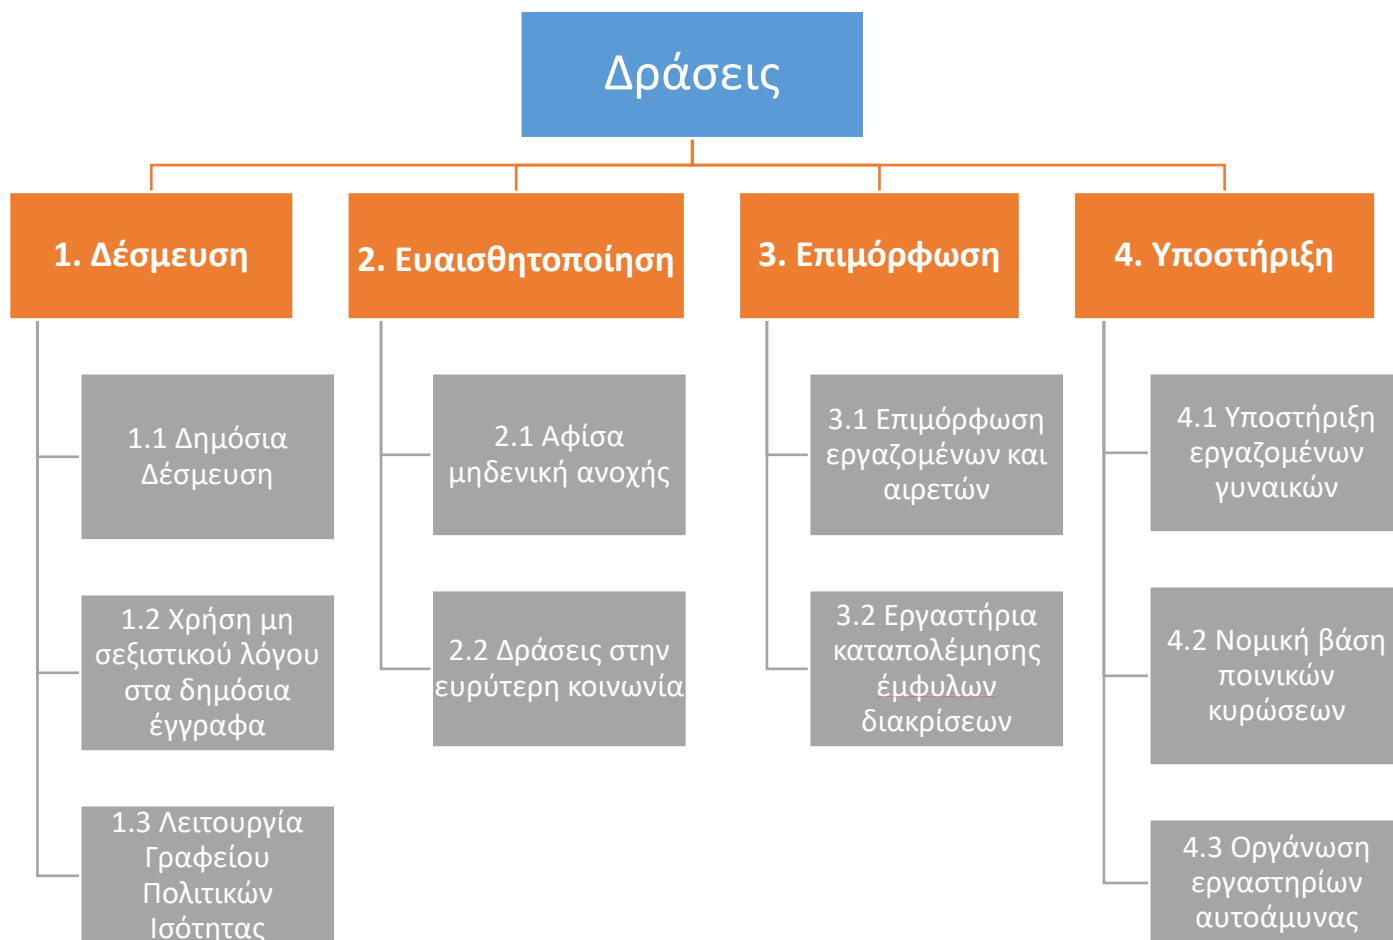 Δράσεις
1. Δέσμευση
1.1 Δημόσια
Δέσμευση
1.2 Χρήση μη
σεξιστικού λόγου
στα δημόσια
έγγραφα
1.3 Λειτουργία
Γραφείου
Πολιτικών
Ισότητας
2. Ευαισθητοποίηση
2.1 Αφίσα
μηδενική ανοχής
2.2 Δράσεις στην
ευρύτερη κοινωνία
3. Επιμόρφωση
3.1 Επιμόρφωση
εργαζομένων και
αιρετών
3.2 Εργαστήρια
καταπολέμησης
έμφυλων
διακρίσεων
4. Υποστήριξη
4.1 Υποστήριξη
εργαζομένων
γυναικών
4.2 Νομική βάση
ποινικών
κυρώσεων
4.3 Οργάνωση
εργαστηρίων
αυτοάμυνας